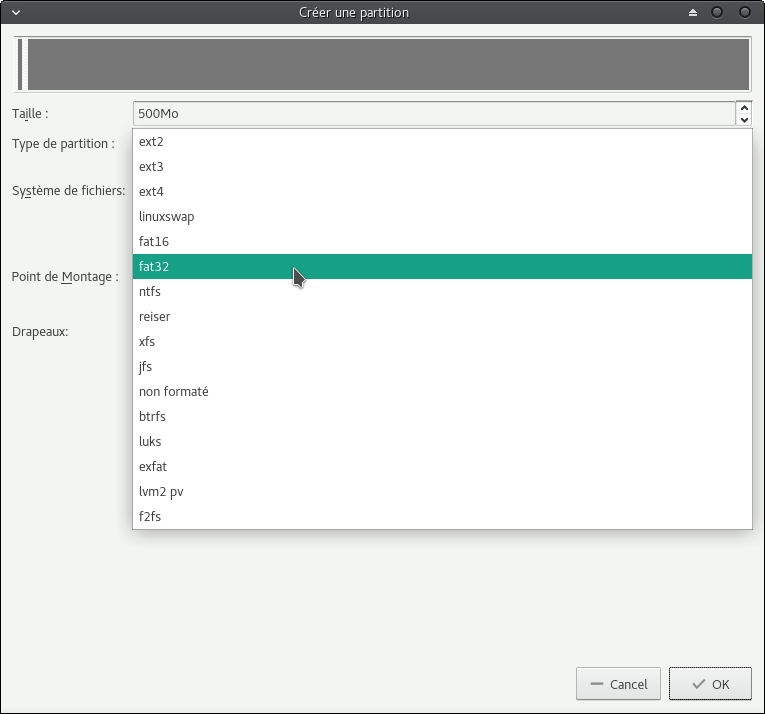 Créer une partition
Taille :
500Mo
Type de partition :
Système de fichiers:
Point de Montage :
Drapeaux:
ext2
ext3
ext4
linuxswap
fat16
fat32
ntfs
reiser
xfs
jfs
non formaté
btrfs
luks
exfat
lvm2 pv
f2fs
Cancel
OK